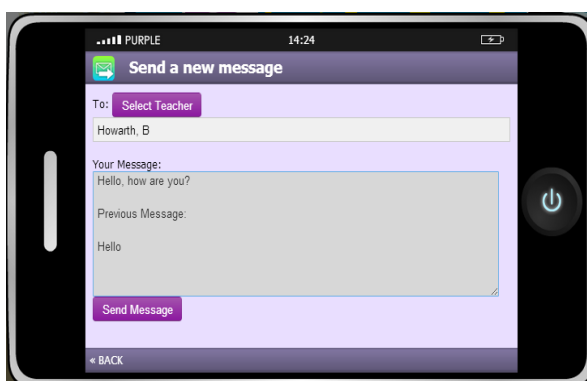 PURPLE 14:24
Send a new message
To: Select Teacher
Howarth, B
Your Message:
Hello, how are you?
Previous Message:
Hello
Send Message
« BACK